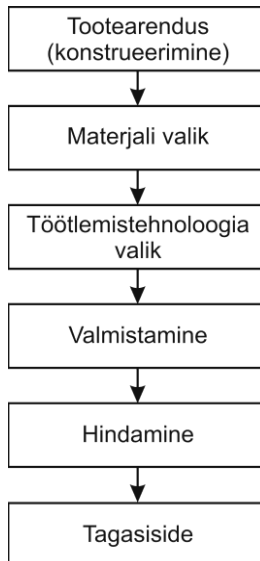 Tootearendus
(konstrueerimine)
Materjali valik
Töötlemistehnoloogia
valik
Valmistamine
Hindamine
Tagasiside